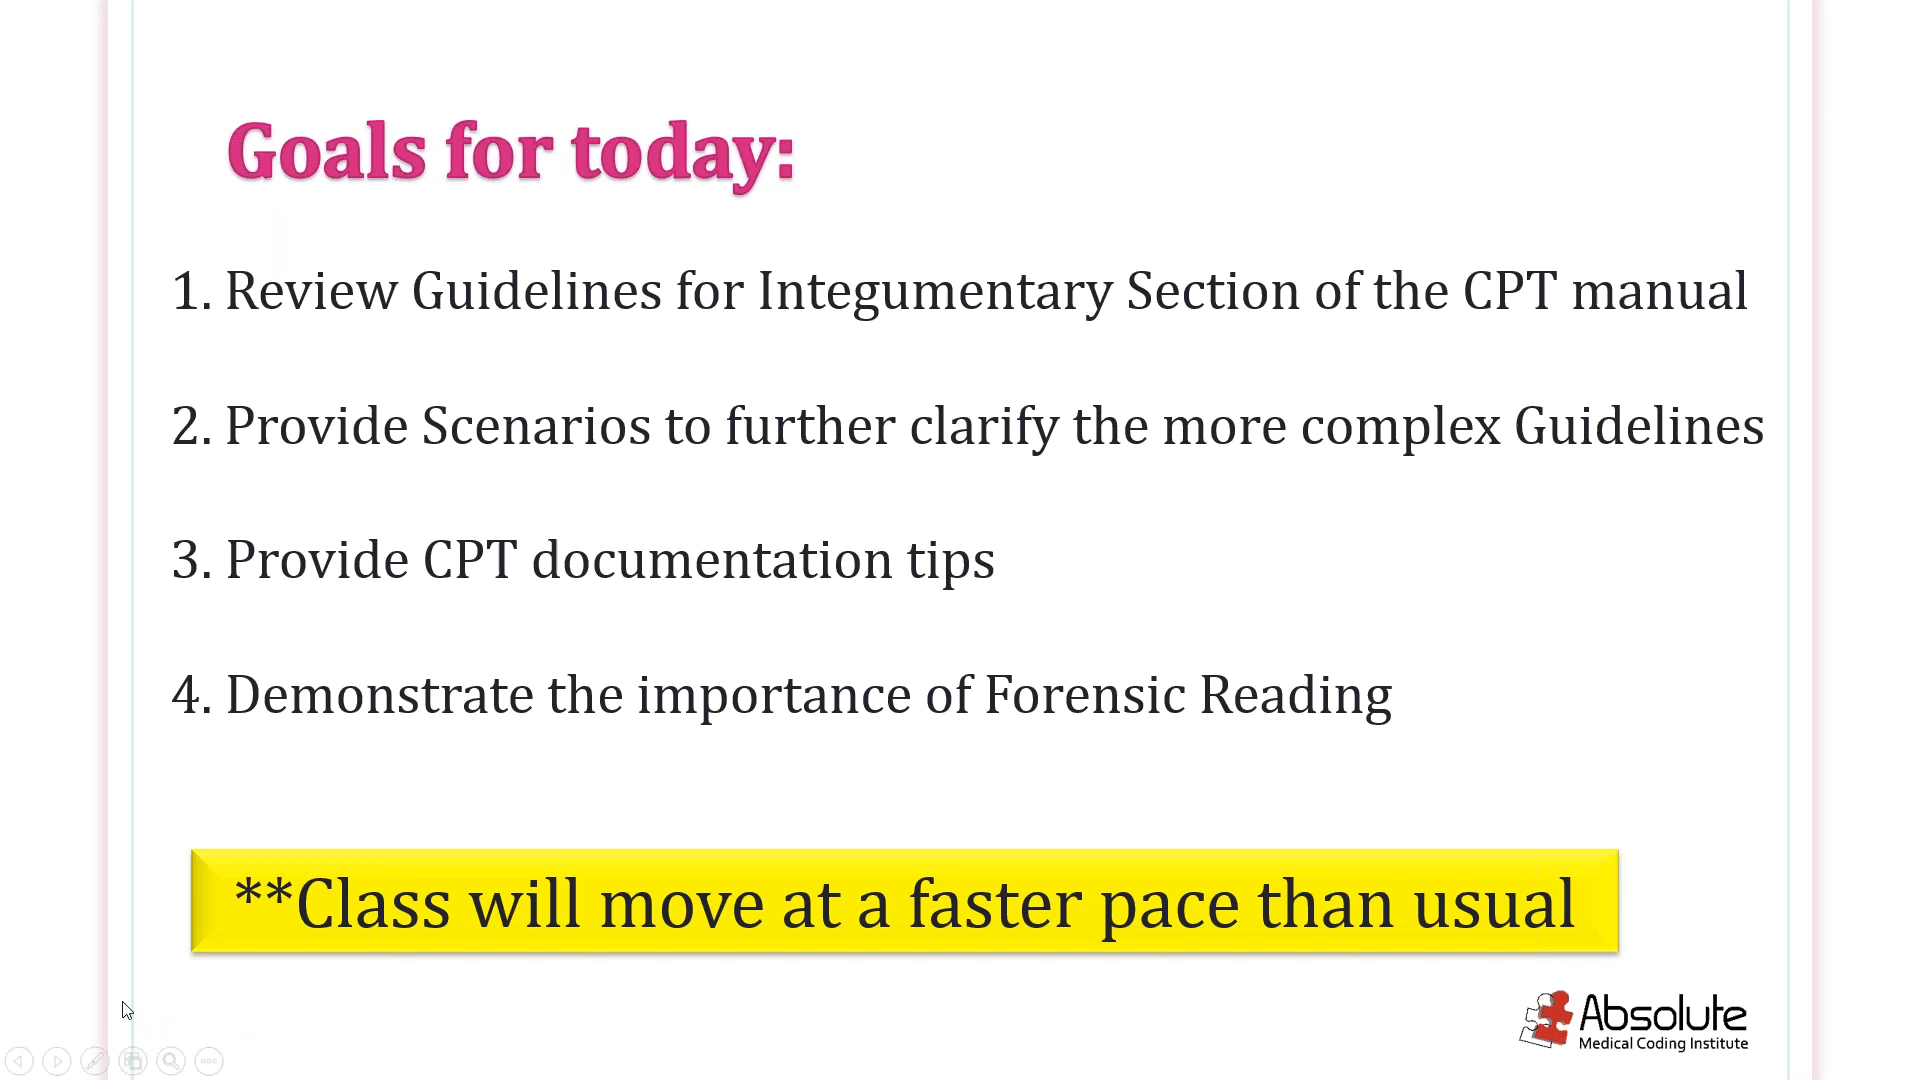 Goals for today:
1. Review Guidelines for Integumentary Section of the CPT manual
2. Provide Scenarios to further clarify the more complex Guidelines
3. Provide CPT documentation tips
4. Demonstrate the importance of Forensic Reading
**Class will move at a faster pace than usual
Absolute
Medical Coding Institute